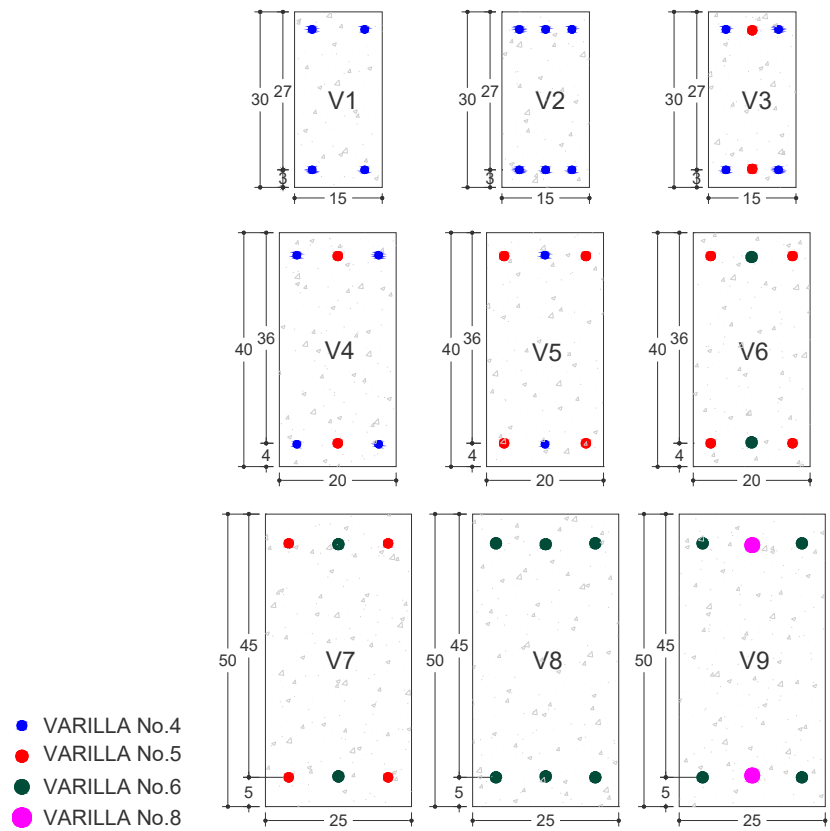 30 27 V1 3 15
30 27 V2 3 15
30 27 V3 3 15
40 36 V4 4 20
40 36 V5 4 20
40 36 V6 4 20
50 45 V7 5 25
50 45 V8 5 25
50 45 V9 5 25
VARILLA No.4
VARILLA No.5
VARILLA No.6
VARILLA No.8